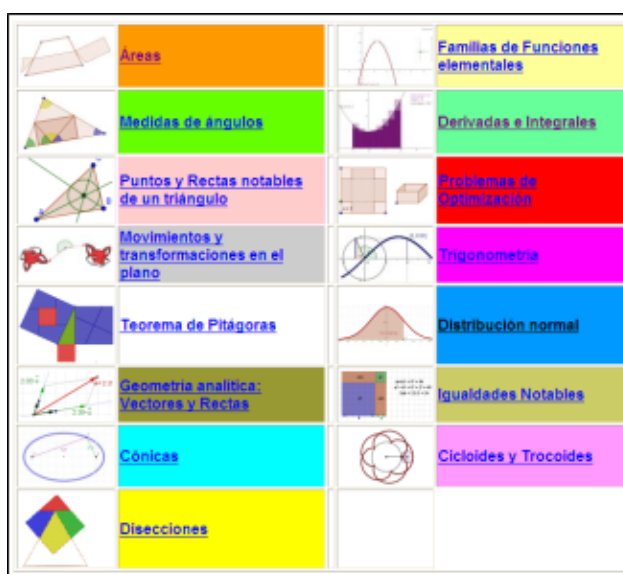 Áreas
Familias de Funciones
elementales
Medidas de ángulos
Derivadas e Integrales
Puntos y Rectas notables
de un triángulo
Problemas de
Optimización
Movimientos y
transformaciones en el
plano
Trigonometría
Teorema de Pitágoras
Distribución normal
Geometría analítica:
Vectores y Rectas
Igualdades Notables
Cónicas
Cicloides y Trocoides
Disecciones